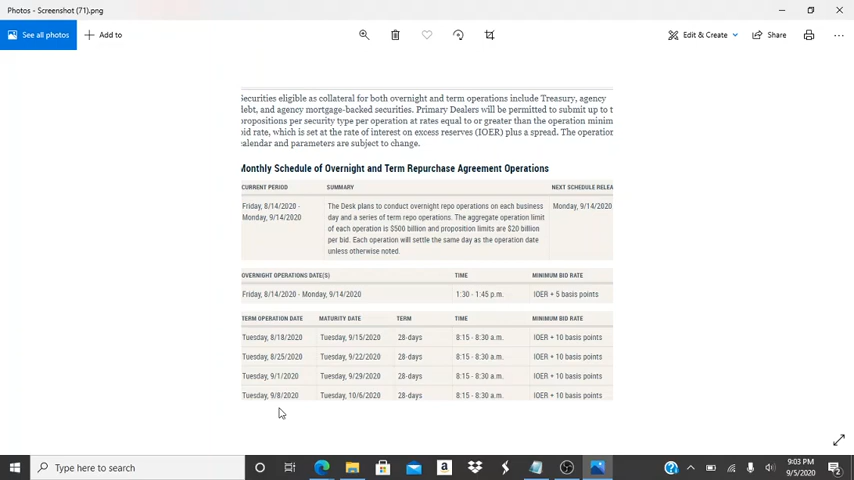 Photos - Screenshot (71).png
See all photos
Add to
Edit & Create
Share
Securities eligible as collateral for both overnight and term operations include Treasury, agency
debt, and agency mortgage-backed securities. Primary Dealers will be permitted to submit up to t
propositions per security type per operation at rates equal to or greater than the operation minim
bid rate, which is set at the rate of interest on excess reserves (IOER) plus a spread. The operation
calendar and parameters are subject to change.
Monthly Schedule of Overnight and Term Repurchase Agreement Operations
CURRENT PERIOD SUMMARY NEXT SCHEDULE RELEA
Friday, 8/14/2020 - The Desk plans to conduct overnight repo operations on each business Monday, 9/14/2020
Monday, 9/14/2020 day and a series of term repo operations. The aggregate operation limit
of each operation is $500 billion and proposition limits are $20 billion
per bid. Each operation will settle the same day as the operation date
unless otherwise noted.
OVERNIGHT OPERATIONS DATE(S) TIME MINIMUM BID RATE
Friday, 8/14/2020 - Monday, 9/14/2020 1:30 - 1:45 p.m. IOER + 5 basis points
TERM OPERATION DATE MATURITY DATE TERM TIME MINIMUM BID RATE
Tuesday, 8/18/2020 Tuesday, 9/15/2020 28-days 8:15 - 8:30 a.m. IOER + 10 basis points
Tuesday, 8/25/2020 Tuesday, 9/22/2020 28-days 8:15 - 8:30 a.m. IOER + 10 basis points
Tuesday, 9/1/2020 Tuesday, 9/29/2020 28-days 8:15 - 8:30 a.m. IOER + 10 basis points
Tuesday, 9/8/2020 Tuesday, 10/6/2020 28-days 8:15 - 8:30 a.m. IOER + 10 basis points
Type here to search
9:03 PM
9/5/2020
2